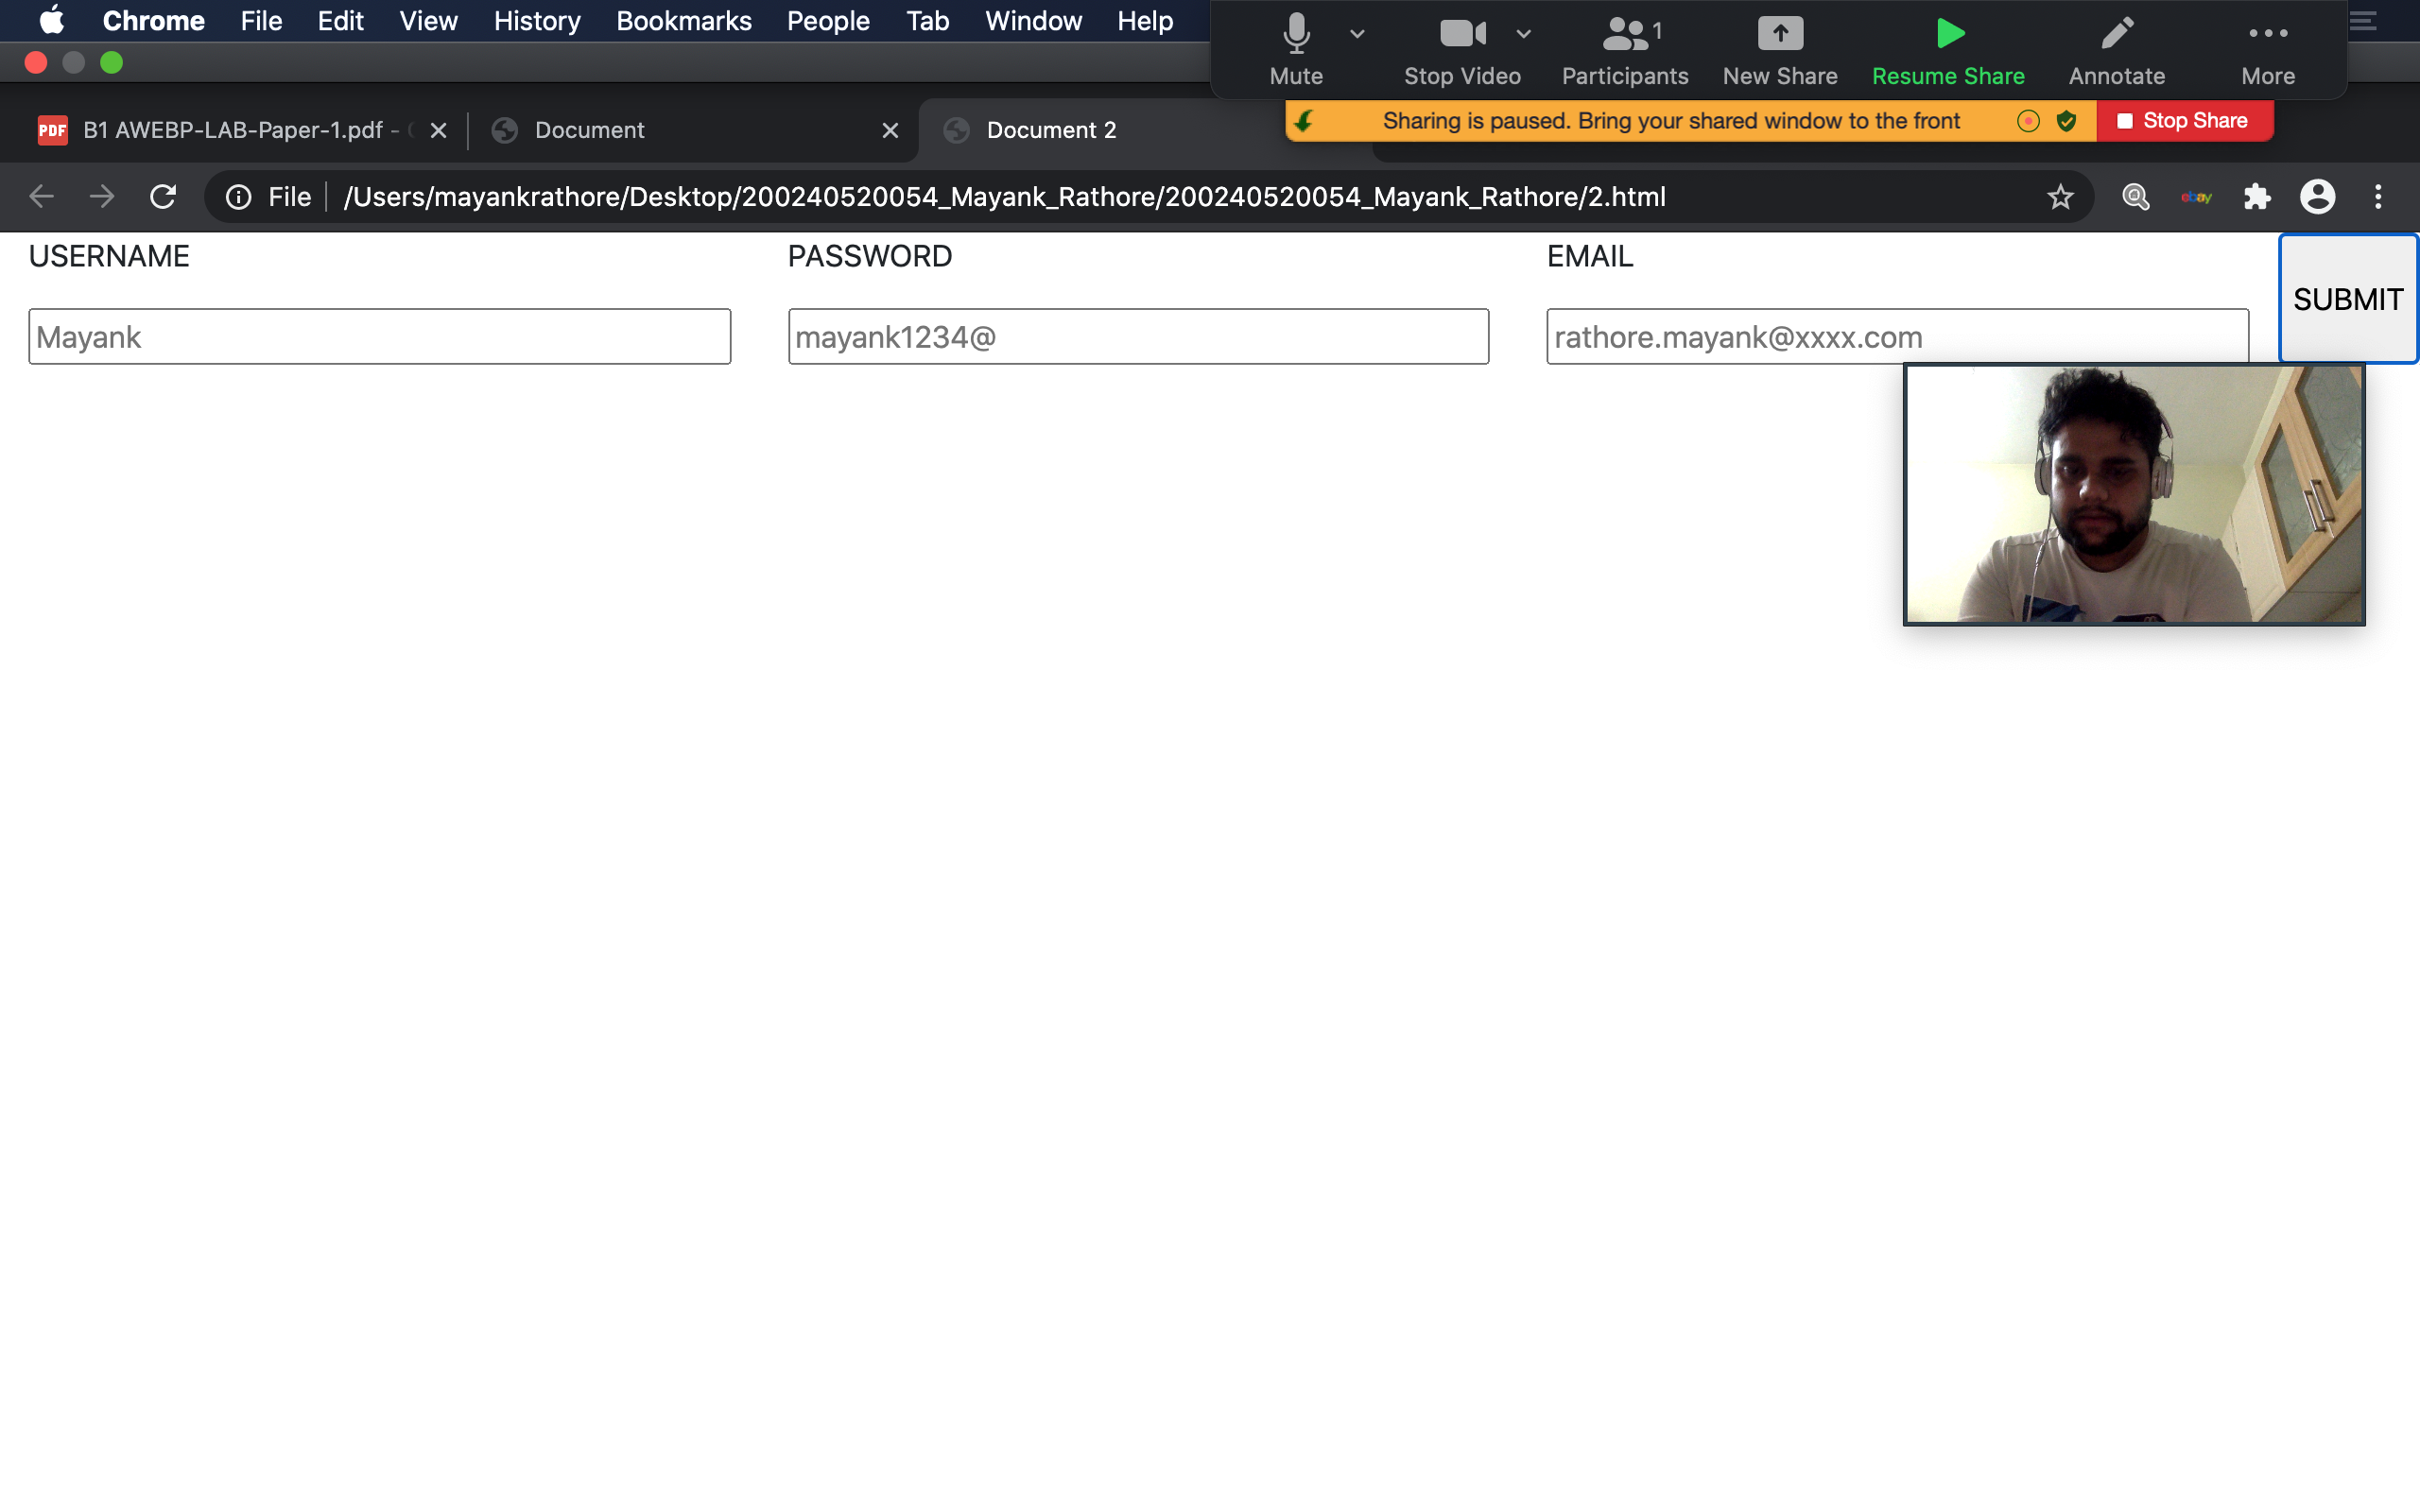 Chrome File Edit View History Bookmarks People Tab Window Help
1
Mute Stop Video Participants New Share Resume Share Annotate More
Sharing is paused. Bring your shared window to the front Stop Share
PDF B1 AWEBP-LAB-Paper-1.pdf - Document Document 2
File /Users/mayankrathore/Desktop/200240520054_Mayank_Rathore/200240520054_Mayank_Rathore/2.html ebay
USERNAME PASSWORD EMAIL
SUBMIT
Mayank mayank1234@ rathore.mayank@xxxx.com